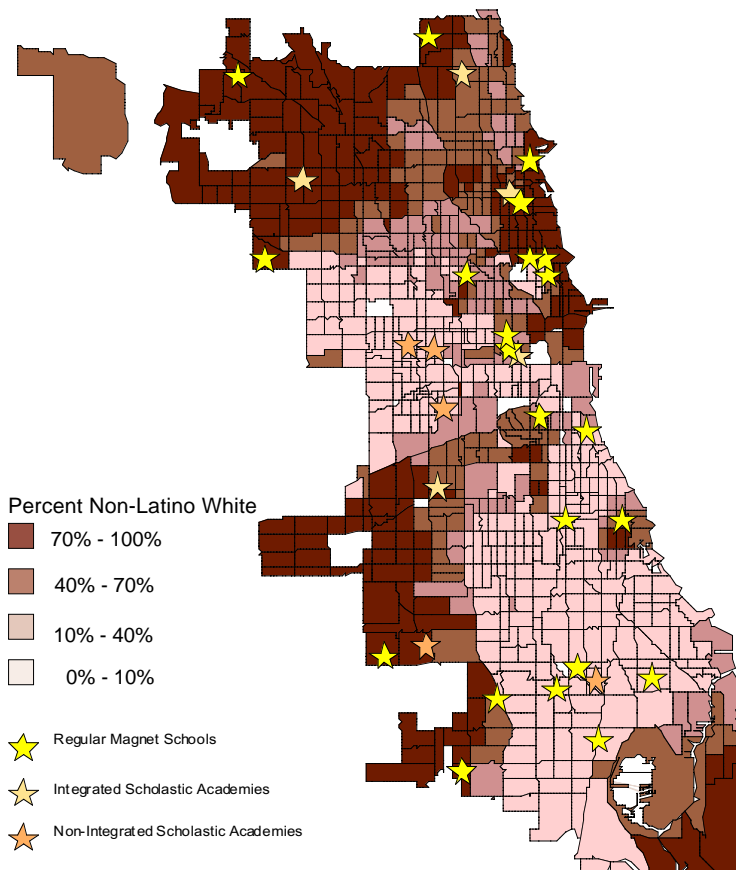 Percent Non-Latino White
70% - 100%
40% - 70%
10% - 40%
0% - 10%
Regular Magnet Schools
Integrated Scholastic Academies
Non-Integrated Scholastic Academies